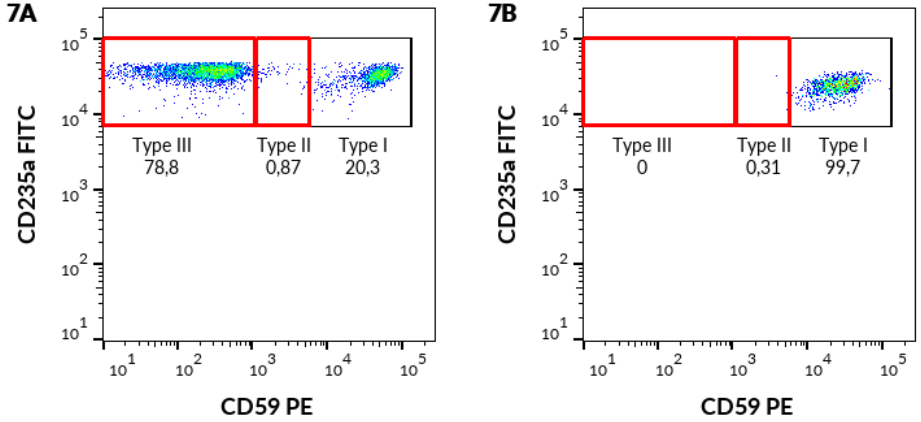 7A
CD235a FITC
10^5
10^4
10^3
10^2
10^1
Type III
78,8
Type II
0,87
Type I
20,3
10^1 10^2 10^3 10^4 10^5
CD59 PE
7B
CD235a FITC
10^5
10^4
10^3
10^2
10^1
Type III
0
Type II
0,31
Type I
99,7
10^1 10^2 10^3 10^4 10^5
CD59 PE